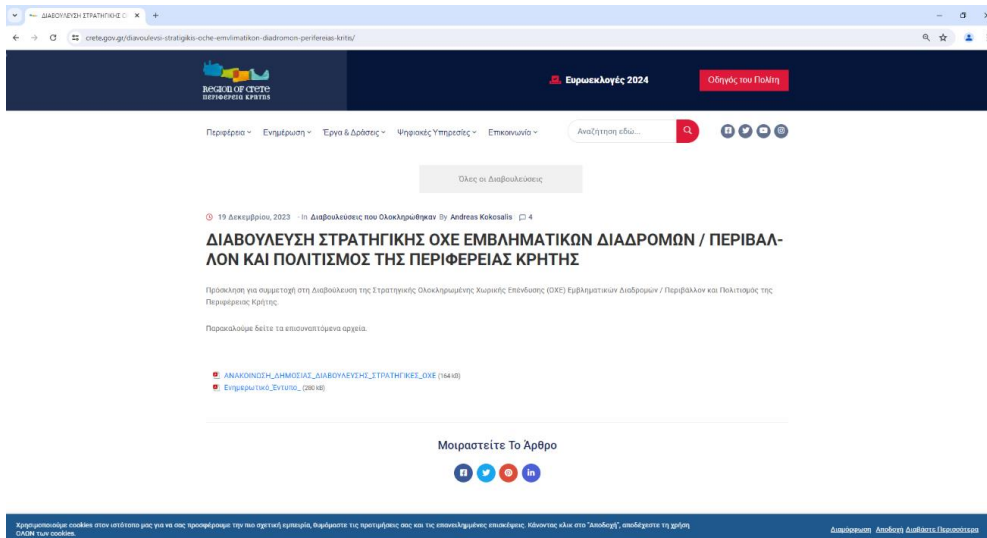 ΔΙΑΒΟΥΛΕΥΣΗ ΣΤΡΑΤΗΓΙΚΗΣ Ο
crete.gov.gr/diavoulevsi-stratigikis-oche-emvlimatikon-diadromon-perifereias-kritis/
REGION OF CRETE
ΠΕΡΙΦΕΡΕΙΑ ΚΡΗΤΗΣ
Ευρωεκλογές 2024
Οδηγός του Πολίτη
Περιφέρεια Ενημέρωση Έργα & Δράσεις Ψηφιακές Υπηρεσίες Επικοινωνία Αναζήτηση εδώ...
Όλες οι Διαβουλεύσεις
19 Δεκεμβρίου, 2023 - In Διαβουλεύσεις που Ολοκληρώθηκαν By Andreas Kokosalis 4
ΔΙΑΒΟΥΛΕΥΣΗ ΣΤΡΑΤΗΓΙΚΗΣ ΟΧΕ ΕΜΒΛΗΜΑΤΙΚΩΝ ΔΙΑΔΡΟΜΩΝ / ΠΕΡΙΒΑΛ-
ΛΟΝ ΚΑΙ ΠΟΛΙΤΙΣΜΟΣ ΤΗΣ ΠΕΡΙΦΕΡΕΙΑΣ ΚΡΗΤΗΣ
Πρόσκληση για συμμετοχή στη Διαβούλευση της Στρατηγικής Ολοκληρωμένης Χωρικής Επένδυσης (ΟΧΕ) Εμβληματικών Διαδρομών / Περιβάλλον και Πολιτισμός της
Περιφέρειας Κρήτης.
Παρακαλούμε δείτε τα επισυναπτόμενα αρχεία.
ΑΝΑΚΟΙΝΩΣΗ_ΔΗΜΟΣΙΑΣ_ΔΙΑΒΟΥΛΕΥΣΗΣ_ΣΤΡΑΤΗΓΙΚΕΣ_ΟΧΕ (164 kB)
Ενημερωτικό_Έντυπο_ (280 kB)
Μοιραστείτε Το Άρθρο
Χρησιμοποιούμε cookies στον ιστότοπο μας για να σας προσφέρουμε την πιο σχετική εμπειρία, θυμόμαστε τις προτιμήσεις σας και τις επανειλημμένες επισκέψεις. Κάνοντας κλικ στο "Αποδοχή", αποδέχεστε τη χρήση
ΟΛΩΝ των cookies.
Διαμόρφωση Αποδοχή Διαβάστε Περισσότερα